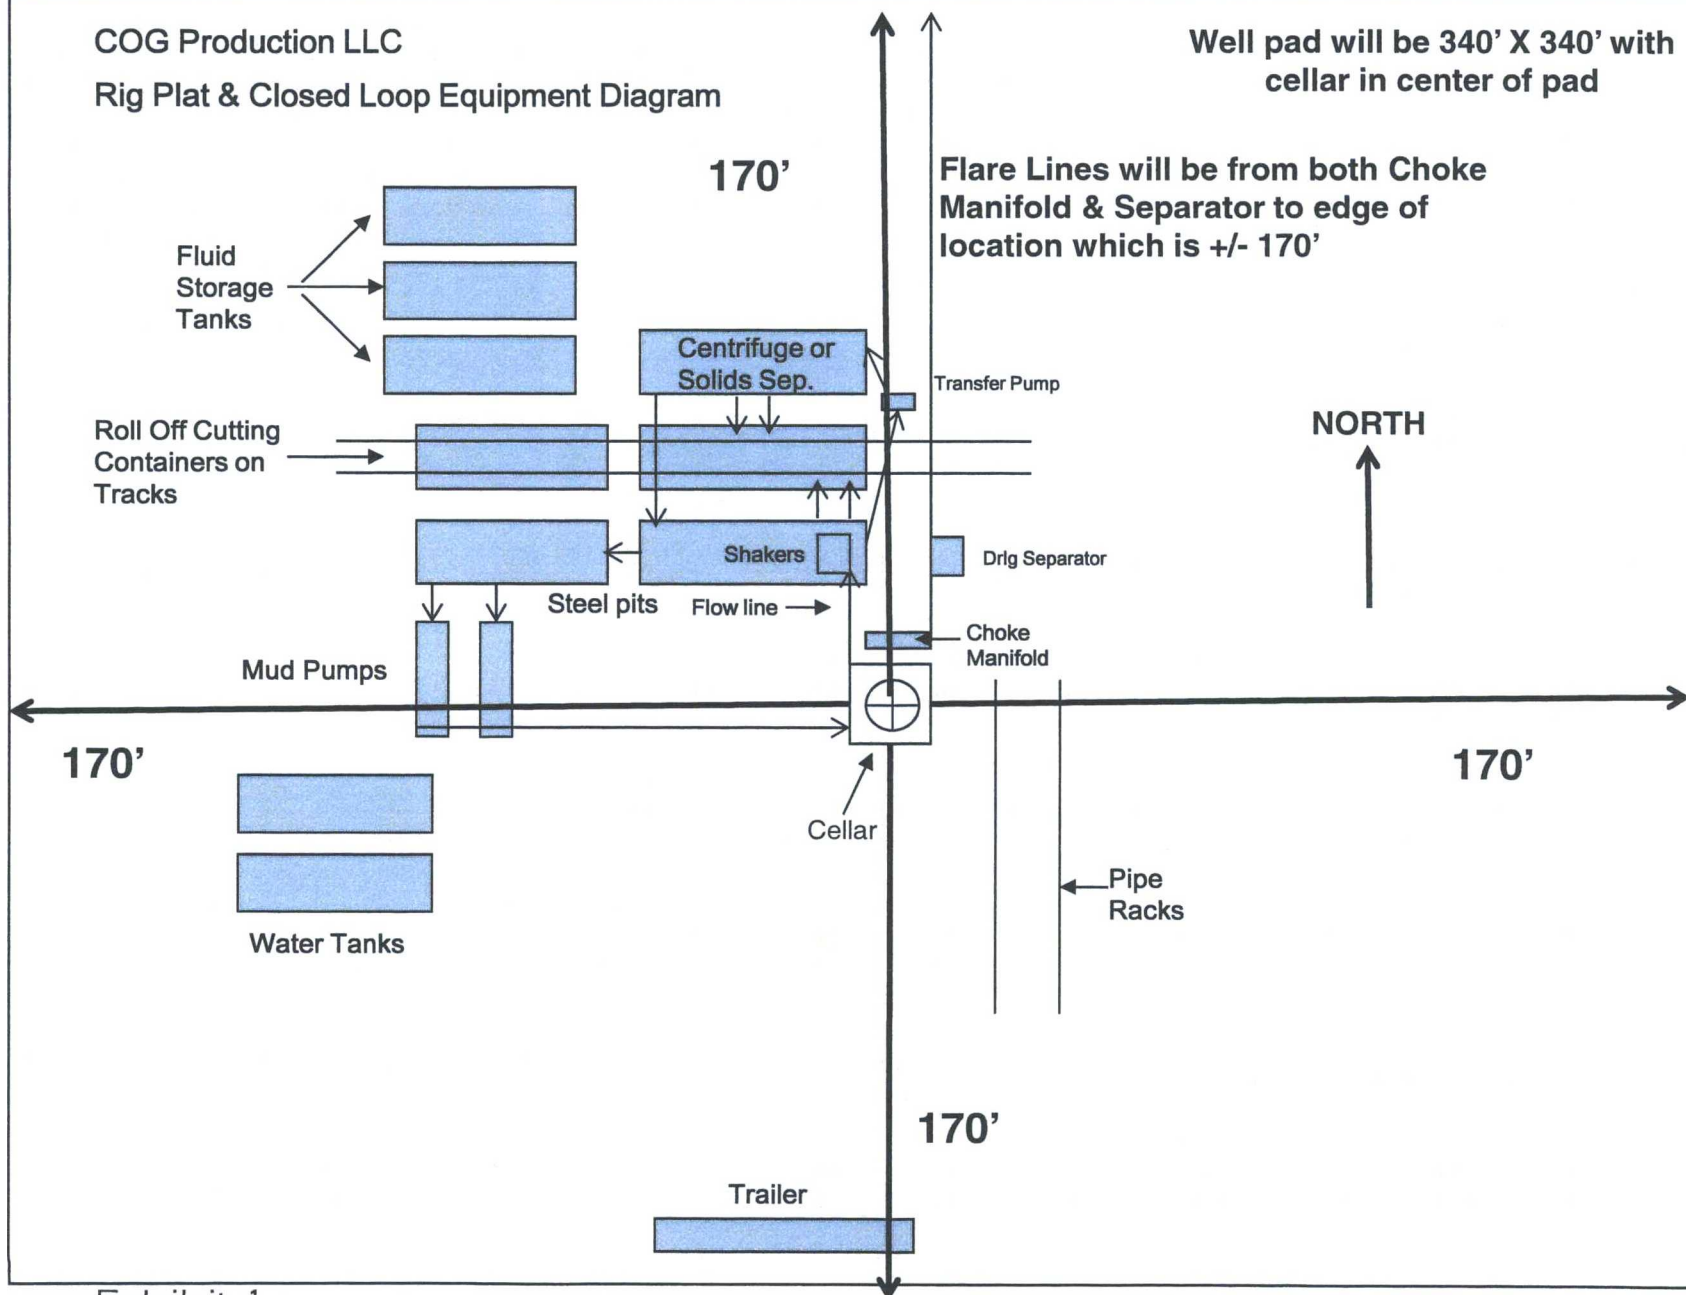 COG Production LLC
Rig Plat & Closed Loop Equipment Diagram
Well pad will be 340’ X 340’ with
cellar in center of pad
170’
Flare Lines will be from both Choke
Manifold & Separator to edge of
location which is +/- 170’
Fluid
Storage
Tanks
Centrifuge or
Solids Sep.
Transfer Pump
Roll Off Cutting
Containers on
Tracks
NORTH
Shakers
Drlg Separator
Steel pits
Flow line
Choke
Manifold
Mud Pumps
170’
170’
Cellar
Pipe
Racks
Water Tanks
170’
Trailer